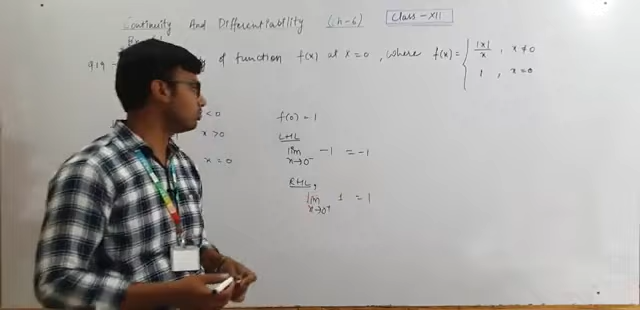 Continuity And Differentiability (Ch-6) Class-XII
of function f(x) at x=0, where f(x) = { |x|/x , x≠0
1 , x=0
<0
x>0
x=0
f(0)=1
LHL
lim x→0⁻ -1 = -1
RHL,
lim x→0⁺ 1 = 1